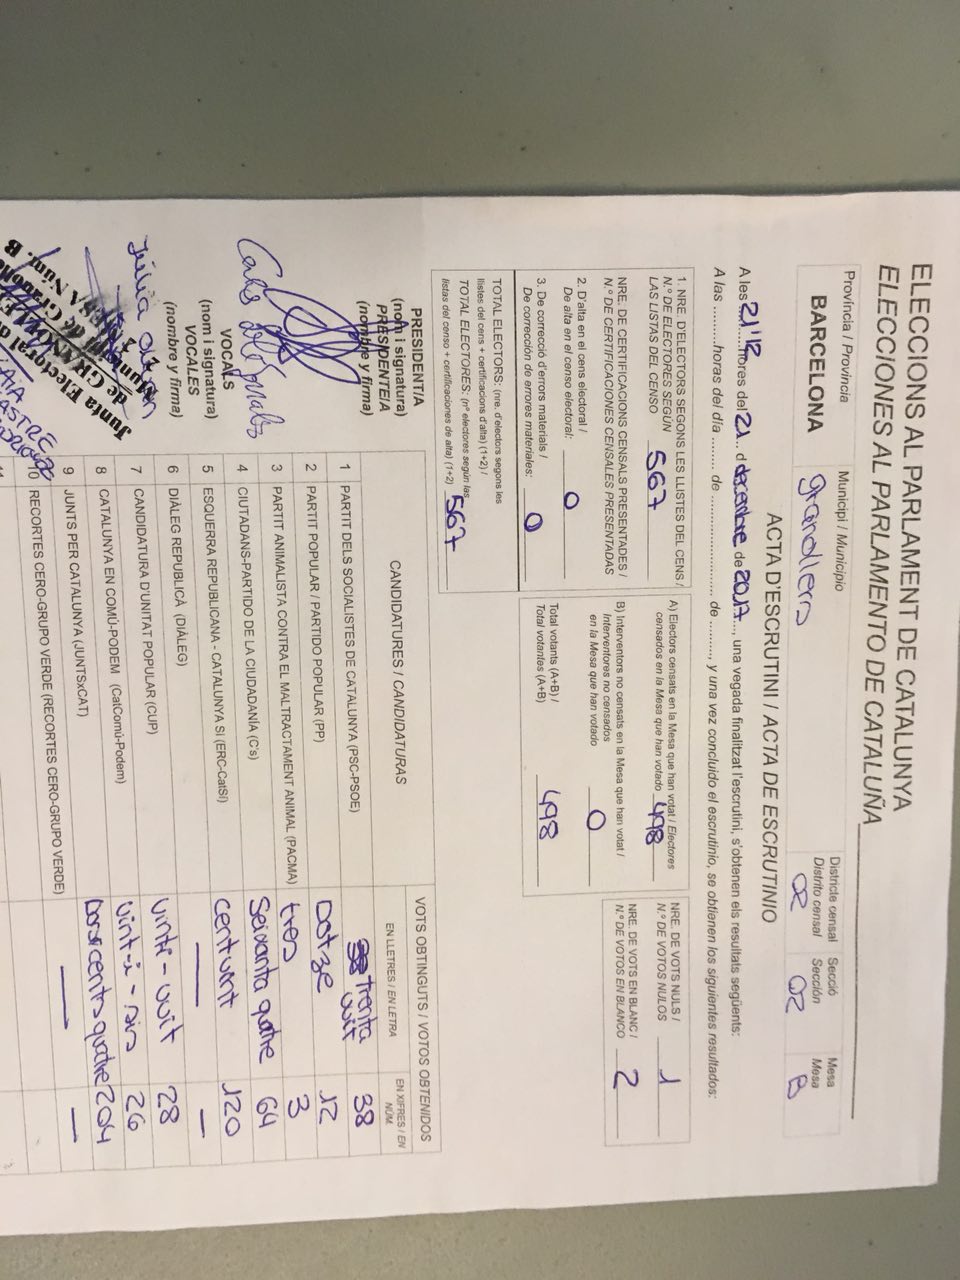 ELECCIONS AL PARLAMENT DE CATALUNYA
ELECCIONES AL PARLAMENTO DE CATALUÑA
Província / Provincia
BARCELONA
Municipi / Municipio
granollers
Districte censal
Distrito censal
02
Secció
Sección
02
Mesa
Mesa
B
ACTA D'ESCRUTINI / ACTA DE ESCRUTINIO
A les 21'12 hores del 21 d decembre de 2017, una vegada finalitzat l'escrutini, s'obtenen els resultats següents:
A las ........... horas del día ........ de ........................ de ........., y una vez concluido el escrutinio, se obtienen los siguientes resultados:
1. NRE. D'ELECTORS SEGONS LES LLISTES DEL CENS /
N.º DE ELECTORES SEGÚN
LAS LISTAS DEL CENSO 567
NRE. DE CERTIFICACIONS CENSALS PRESENTADES /
N.º DE CERTIFICACIONES CENSALES PRESENTADAS
2. D'alta en el cens electoral /
De alta en el censo electoral: 0
3. De correcció d'errors materials /
De corrección de errores materiales: 0
TOTAL ELECTORS: (nre. d'electors segons les
llistes del cens + certificacions d'alta) (1+2) /
TOTAL ELECTORES: (nº electores según las
listas del censo + certificaciones de alta) (1+2) 567
A) Electors censats en la Mesa que han votat / Electores
censados en la Mesa que han votado 498
B) Interventors no censats en la Mesa que han votat /
Interventores no censados
en la Mesa que han votado 0
Total votants (A+B) /
Total votantes (A+B) 498
NRE. DE VOTS NULS /
N.º DE VOTOS NULOS 1
NRE. DE VOTS EN BLANC /
N.º DE VOTOS EN BLANCO 2
PRESIDENT/A
(nom i signatura)
PRESIDENTE/A
(nombre y firma)
VOCALS
(nom i signatura)
VOCALES
(nombre y firma)
Júlia
Junta Electoral de
CANDIDATURES / CANDIDATURAS
VOTS OBTINGUTS / VOTOS OBTENIDOS
EN LLETRES / EN LETRA
EN XIFRES / EN
NÚM.
1 PARTIT DELS SOCIALISTES DE CATALUNYA (PSC-PSOE) trenta vuit 38
2 PARTIT POPULAR / PARTIDO POPULAR (PP) Dotze 12
3 PARTIT ANIMALISTA CONTRA EL MALTRACTAMENT ANIMAL (PACMA) tres 3
4 CIUTADANS-PARTIDO DE LA CIUDADANÍA (C's) Seixanta quatre 64
5 ESQUERRA REPUBLICANA - CATALUNYA SÍ (ERC-CatSí) cent vint 120
6 DIÀLEG REPUBLICÀ (DIÀLEG) —
7 CANDIDATURA D'UNITAT POPULAR (CUP) vint-i-vuit 28
8 CATALUNYA EN COMÚ-PODEM (CatComú-Podem) vint-i-sis 26
9 JUNTS PER CATALUNYA (JUNTSxCAT) Doscents quatre 204
10 RECORTES CERO-GRUPO VERDE (RECORTES CERO-GRUPO VERDE) —